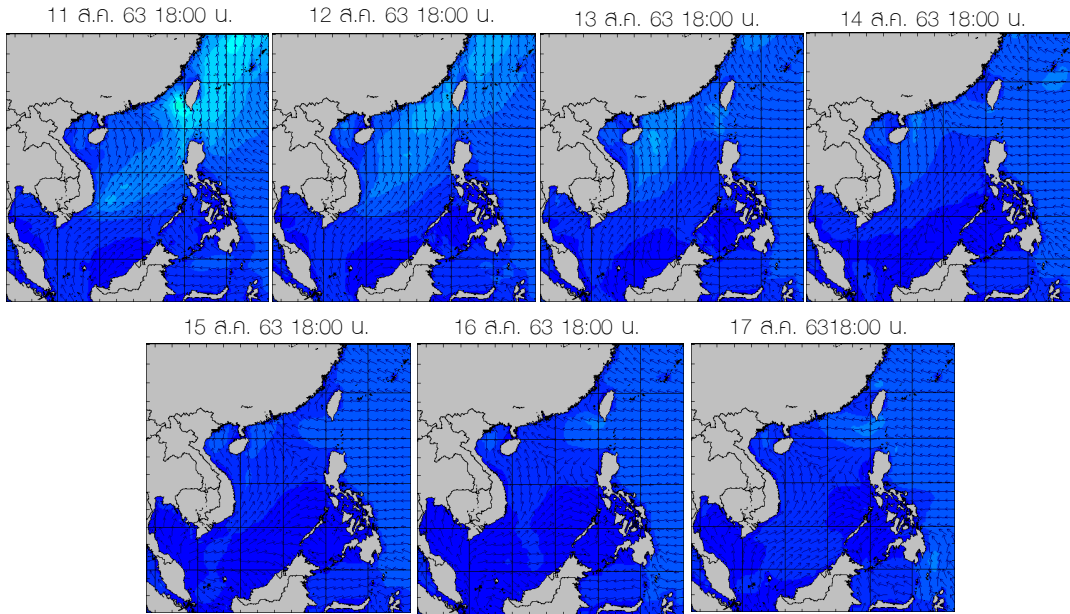 11 ส.ค. 63 18:00 น.
12 ส.ค. 63 18:00 น.
13 ส.ค. 63 18:00 น.
14 ส.ค. 63 18:00 น.
15 ส.ค. 63 18:00 น.
16 ส.ค. 63 18:00 น.
17 ส.ค. 6318:00 น.